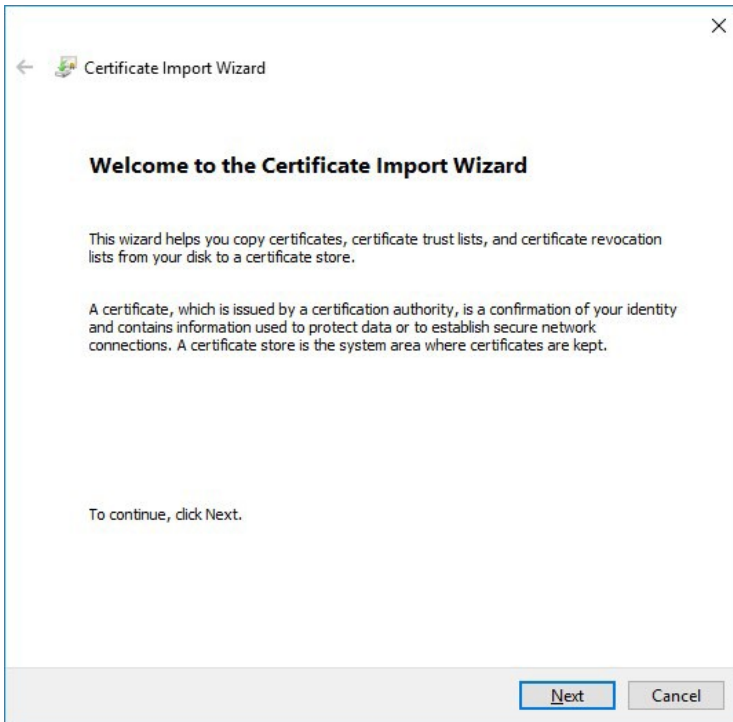 Certificate Import Wizard
Welcome to the Certificate Import Wizard
This wizard helps you copy certificates, certificate trust lists, and certificate revocation
lists from your disk to a certificate store.
A certificate, which is issued by a certification authority, is a confirmation of your identity
and contains information used to protect data or to establish secure network
connections. A certificate store is the system area where certificates are kept.
To continue, click Next.
Next Cancel